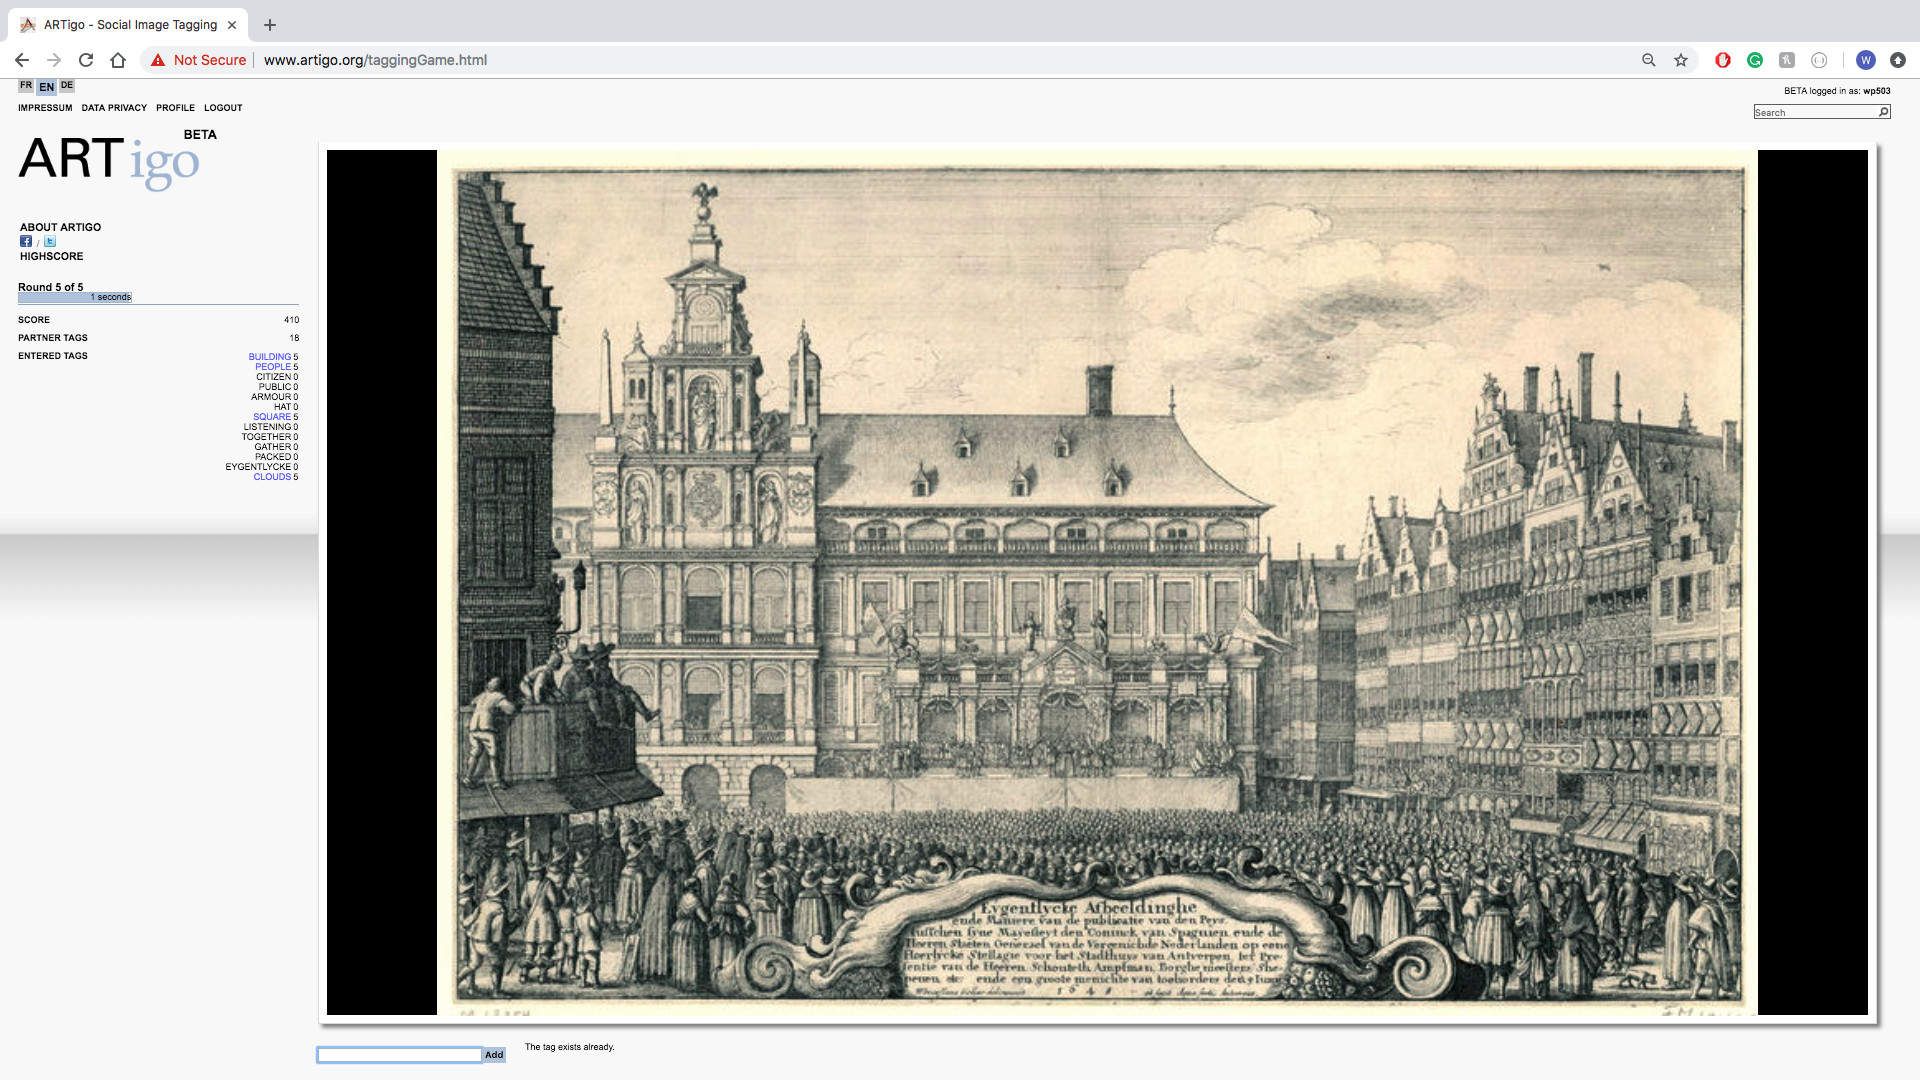 ARTigo - Social Image Tagging
Not Secure
www.artigo.org/taggingGame.html
W
FR EN DE
IMPRESSUM DATA PRIVACY PROFILE LOGOUT
BETA logged in as: wp503
Search
BETA
ARTigo
ABOUT ARTIGO
/
HIGHSCORE
Round 5 of 5
1 seconds
SCORE 410
PARTNER TAGS 18
ENTERED TAGS BUILDING 5
PEOPLE 5
CITIZEN 0
PUBLIC 0
ARMOUR 0
HAT 0
SQUARE 5
LISTENING 0
TOGETHER 0
GATHER 0
PACKED 0
EYGENTLYCKE 0
CLOUDS 5
Eygentlycke Afbeeldinghe
ende Maniere van de publicatie van den Peys
tusschen syne Mayesteyt den Coninck van Spagnien ende de
Heeren Staeten Generael van de Vereenichde Nederlanden op eene
Heerlycke Stellagie voor het Stadthuys van Antwerpen, ter Pre-
sentie van de Heeren Schouteth Amptman Borghemeesters Sche-
penen etc ende een groote menichte van toehoorders den 5 Iuny
1648
Add
The tag exists already.